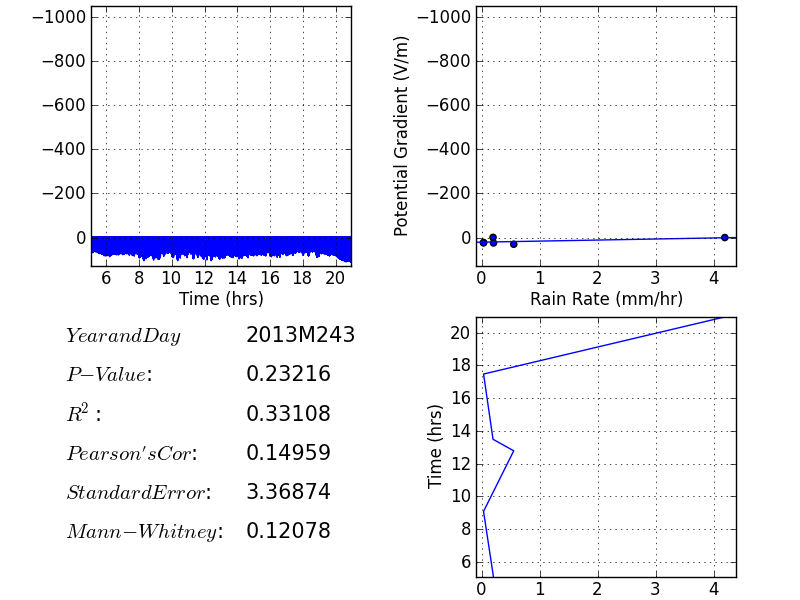 −1000
−800
−600
−400
−200
0
6 8 10 12 14 16 18 20
Time (hrs)
Potential Gradient (V/m)
−1000
−800
−600
−400
−200
0
0 1 2 3 4
Rain Rate (mm/hr)
YearandDay 2013M243
P−Value: 0.23216
R²: 0.33108
Pearson'sCor: 0.14959
StandardError: 3.36874
Mann−Whitney: 0.12078
Time (hrs)
20
18
16
14
12
10
8
6
0 1 2 3 4